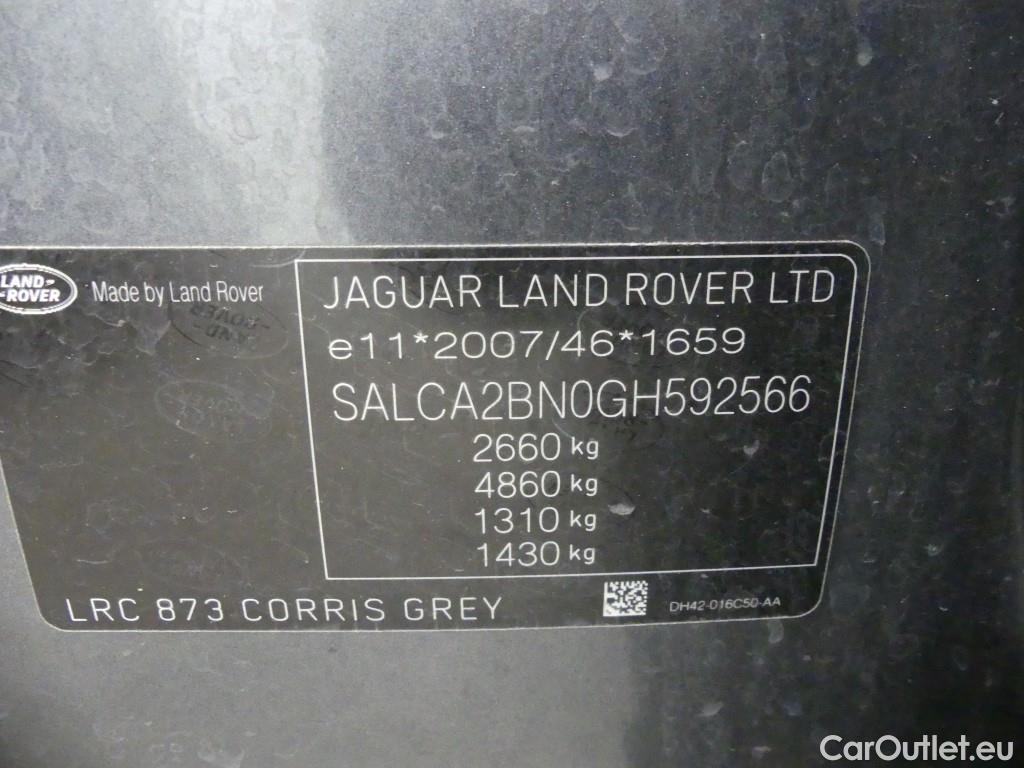 LAND-
-ROVER
Made by Land Rover
JAGUAR LAND ROVER LTD
e11*2007/46*1659
SALCA2BN0GH592566
2660 kg
4860 kg
1310 kg
1430 kg
LRC 873 CORRIS GREY
DH42-016C50-AA
CarOutlet.eu